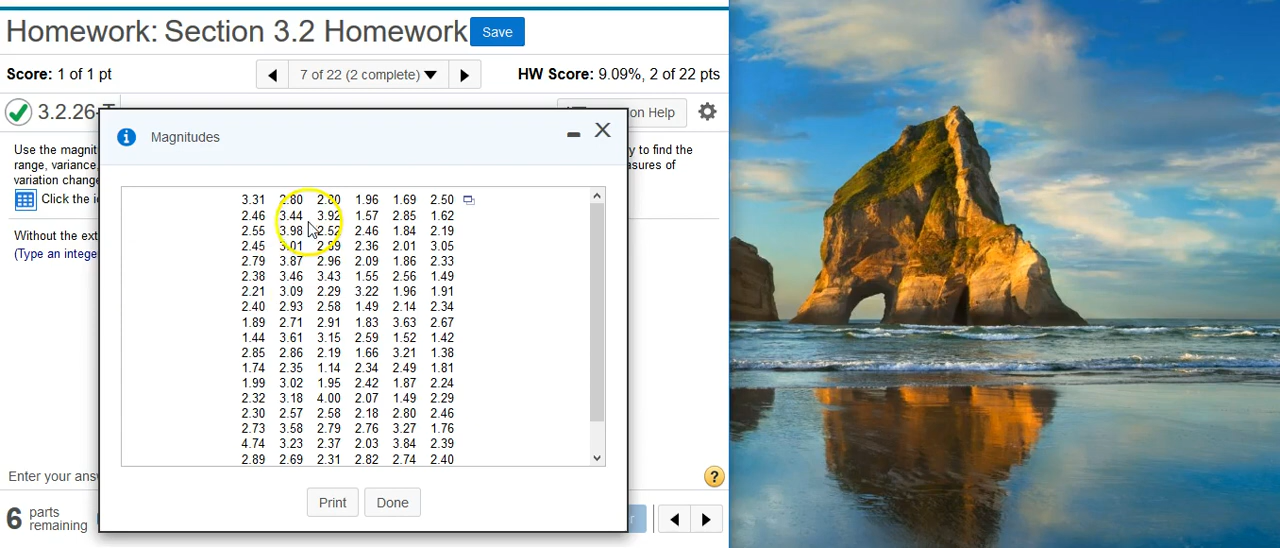 Homework: Section 3.2 Homework Save
Score: 1 of 1 pt 7 of 22 (2 complete) HW Score: 9.09%, 2 of 22 pts
3.2.26-T on Help
Magnitudes
Use the magnit y to find the
range, variance asures of
variation change
Click the i
Without the ext
(Type an intege
3.31 2.80 1.96 1.69 2.50
2.46 3.44 3.92 1.57 2.85 1.62
2.55 3.98 2.52 2.46 1.84 2.19
2.45 3.01 2.36 2.01 3.05
2.79 3.87 2.96 2.09 1.86 2.33
2.38 3.46 3.43 1.55 2.56 1.49
2.21 3.09 2.29 3.22 1.96 1.91
2.40 2.93 2.58 1.49 2.14 2.34
1.89 2.71 2.91 1.83 3.63 2.67
1.44 3.61 3.15 2.59 1.52 1.42
2.85 2.86 2.19 1.66 3.21 1.38
1.74 2.35 1.14 2.34 2.49 1.81
1.99 3.02 1.95 2.42 1.87 2.24
2.32 3.18 4.00 2.07 1.49 2.29
2.30 2.57 2.58 2.18 2.80 2.46
2.73 3.58 2.79 2.76 3.27 1.76
4.74 3.23 2.37 2.03 3.84 2.39
2.89 2.69 2.31 2.82 2.74 2.40
Enter your ans
?
Print Done
6 parts
remaining
r